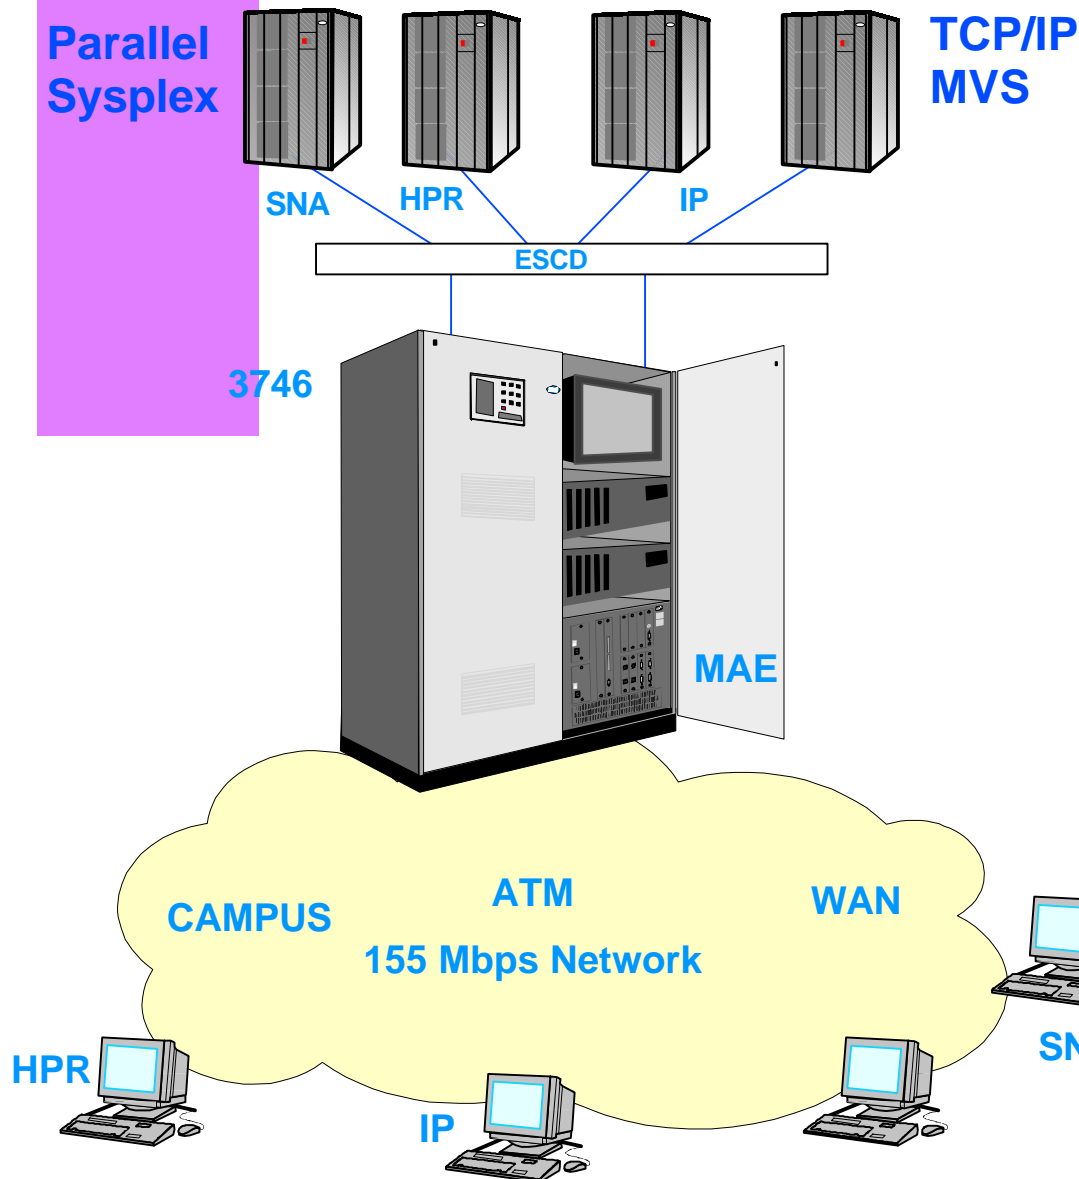 Parallel
Sysplex
TCP/IP
MVS
SNA
HPR
IP
ESCD
3746
MAE
ATM
WAN
CAMPUS
155 Mbps Network
SN
HPR
IP